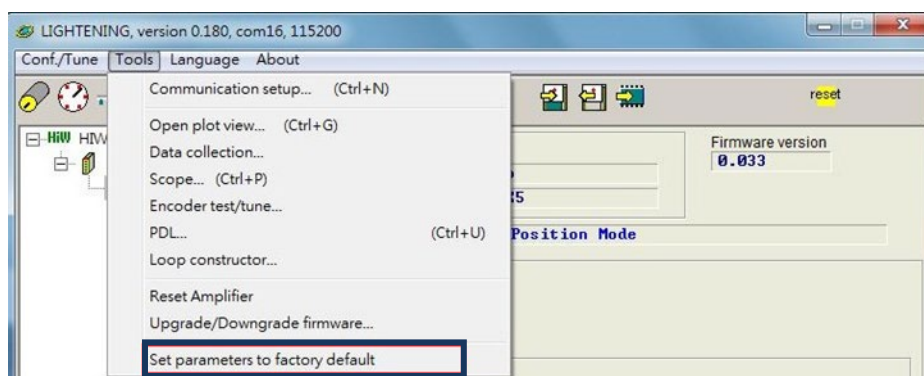 LIGHTENING, version 0.180, com16, 115200
Conf./Tune Tools Language About
reset
Communication setup... (Ctrl+N)
Open plot view... (Ctrl+G)
Data collection...
Scope... (Ctrl+P)
Encoder test/tune...
PDL... (Ctrl+U)
Loop constructor...
Reset Amplifier
Upgrade/Downgrade firmware...
Set parameters to factory default
HiW HIW
Firmware version
0.033
Position Mode